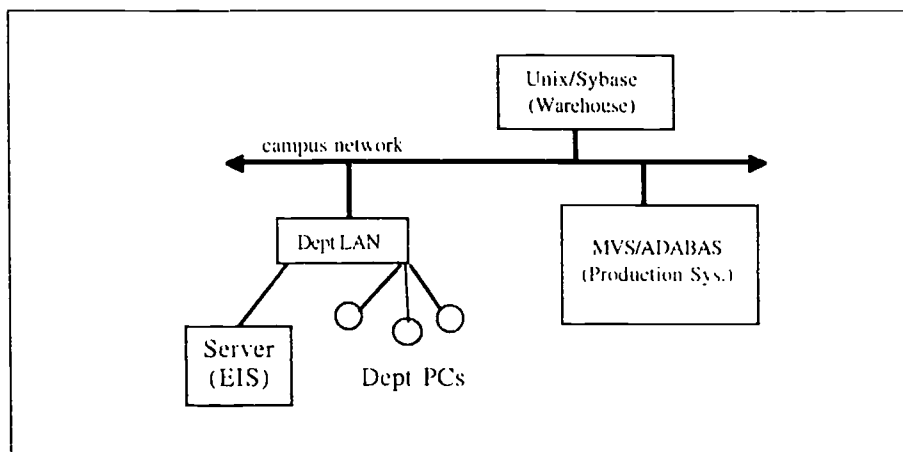 Unix/Sybase
(Warehouse)
campus network
Dept LAN
MVS/ADABAS
(Production Sys.)
Server
(EIS)
Dept PCs